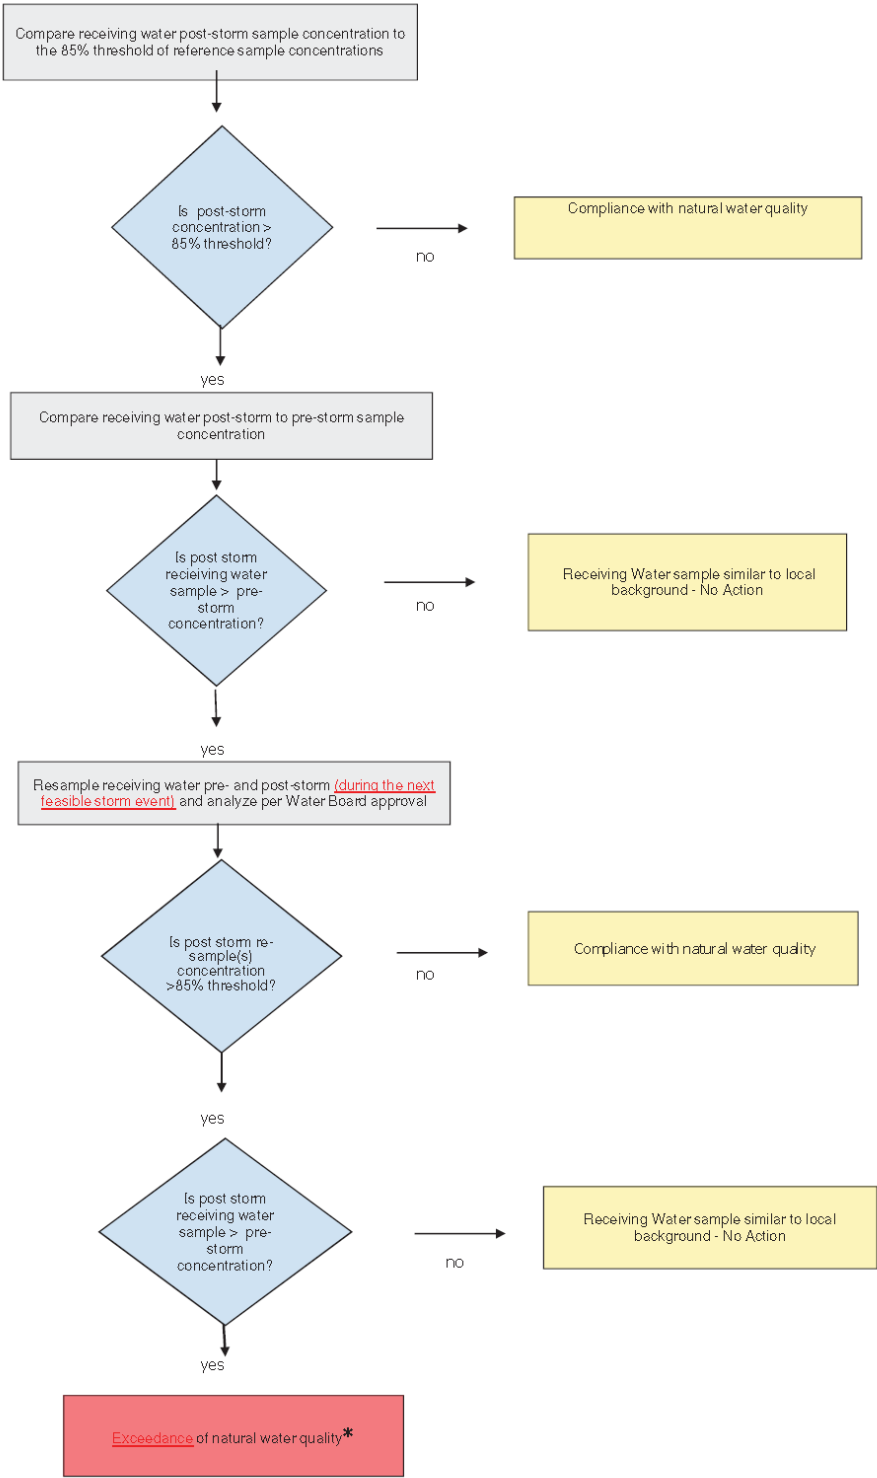 Compare receiving water post-storm sample concentration to
the 85% threshold of reference sample concentrations
Is post-storm
concentration >
85% threshold?
no
Compliance with natural water quality
yes
Compare receiving water post-storm to pre-storm sample
concentration
Is post storm
recieiving water
sample > pre-
storm
concentration?
no
Receiving Water sample similar to local
background - No Action
yes
Resample receiving water pre- and post-storm (during the next
feasible storm event) and analyze per Water Board approval
Is post storm re-
sample(s)
concentration
>85% threshold?
no
Compliance with natural water quality
yes
Is post storm
receiving water
sample > pre-
storm
concentration?
no
Receiving Water sample similar to local
background - No Action
yes
Exceedance of natural water quality*